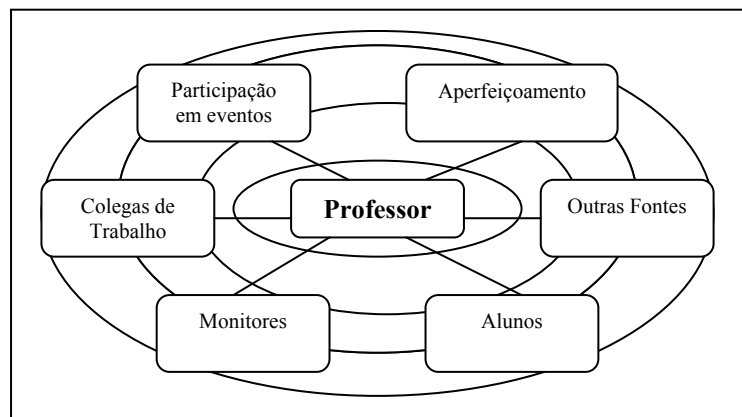 Participação
em eventos
Aperfeiçoamento
Colegas de
Trabalho
Professor
Outras Fontes
Monitores
Alunos